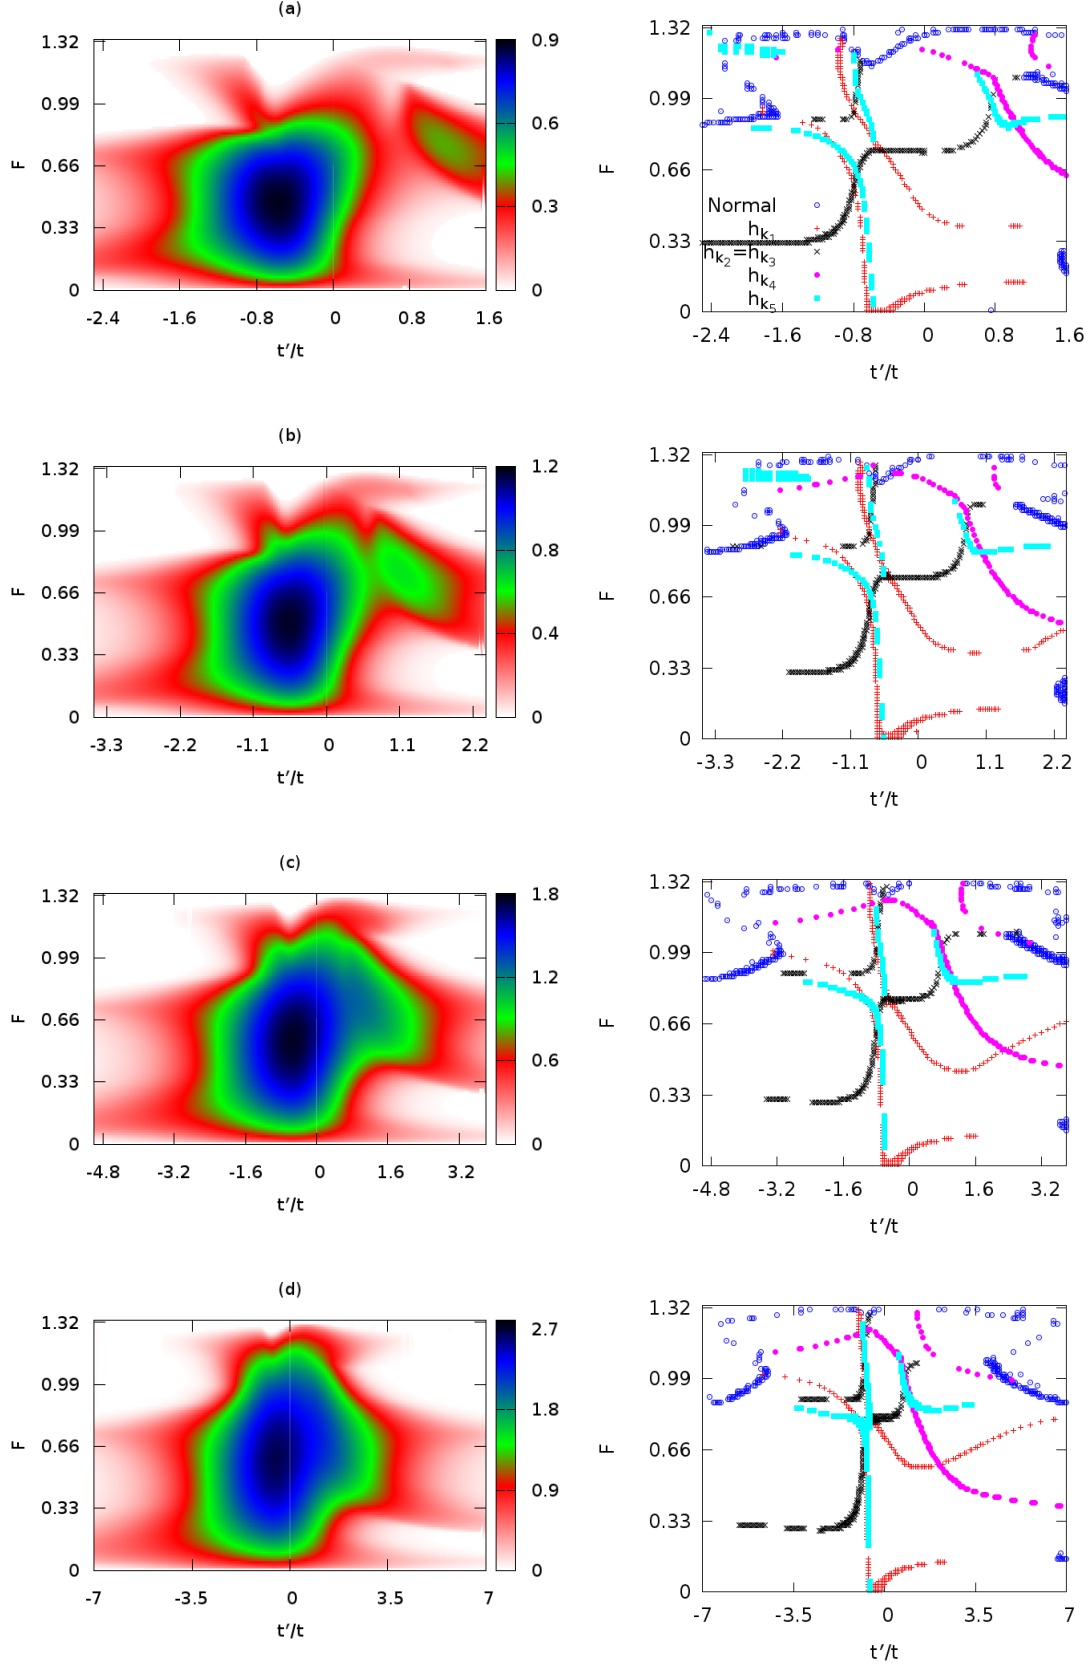 (a)
1.32
0.99
0.66
0.33
0
F
-2.4 -1.6 -0.8 0 0.8 1.6
t′/t
0.9
0.6
0.3
0
1.32
0.99
0.66
0.33
0
F
Normal
h_k1
h_k2=h_k3
h_k4
h_k5
-2.4 -1.6 -0.8 0 0.8 1.6
t′/t
(b)
1.32
0.99
0.66
0.33
0
F
-3.3 -2.2 -1.1 0 1.1 2.2
t′/t
1.2
0.8
0.4
0
1.32
0.99
0.66
0.33
0
F
-3.3 -2.2 -1.1 0 1.1 2.2
t′/t
(c)
1.32
0.99
0.66
0.33
0
F
-4.8 -3.2 -1.6 0 1.6 3.2
t′/t
1.8
1.2
0.6
0
1.32
0.99
0.66
0.33
0
F
-4.8 -3.2 -1.6 0 1.6 3.2
t′/t
(d)
1.32
0.99
0.66
0.33
0
F
-7 -3.5 0 3.5 7
t′/t
2.7
1.8
0.9
0
1.32
0.99
0.66
0.33
0
F
-7 -3.5 0 3.5 7
t′/t